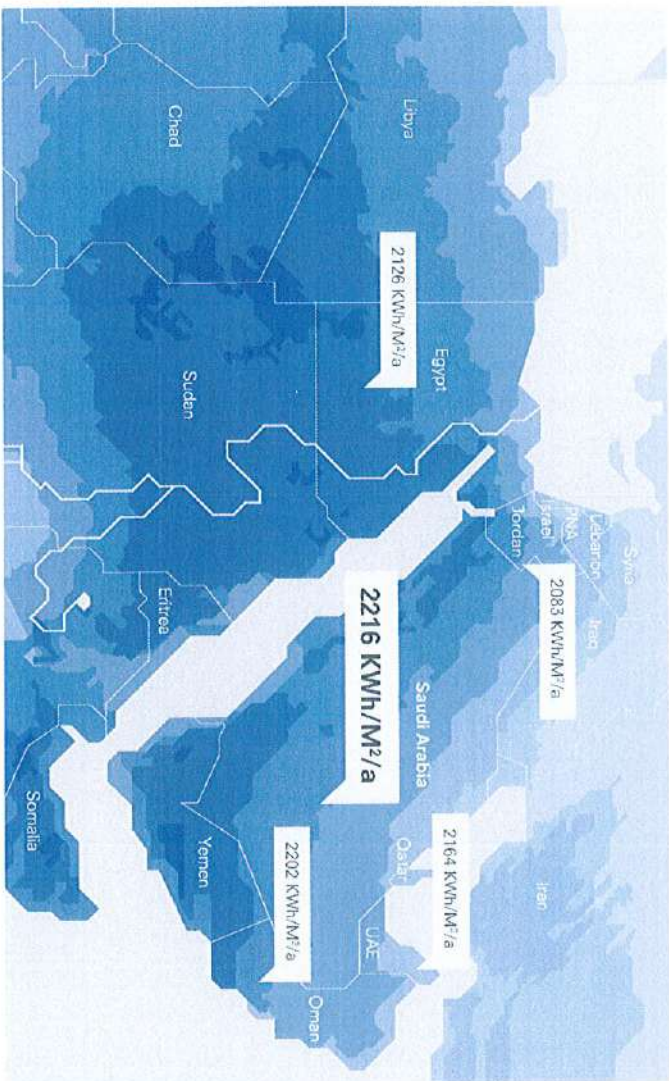 Syria
Lebanon
PNA
Israel
Iraq
Iran
Jordan
2083 KWh/M²/a
Libya
Egypt
2126 KWh/M²/a
Saudi Arabia
2216 KWh/M²/a
Qatar
2164 KWh/M²/a
UAE
Oman
2202 KWh/M²/a
Chad
Sudan
Eritrea
Yemen
Somalia